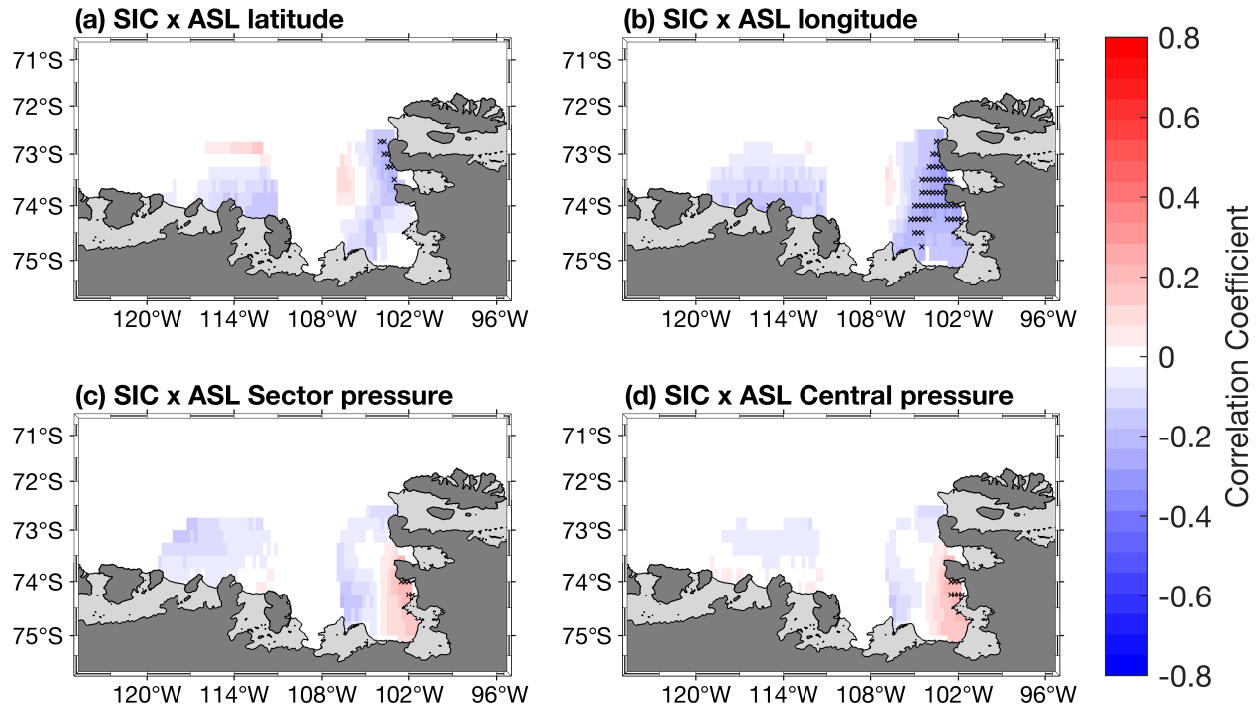 (a) SIC x ASL latitude
71°S
72°S
73°S
74°S
75°S
120°W 114°W 108°W 102°W 96°W
(b) SIC x ASL longitude
71°S
72°S
73°S
74°S
75°S
120°W 114°W 108°W 102°W 96°W
(c) SIC x ASL Sector pressure
71°S
72°S
73°S
74°S
75°S
120°W 114°W 108°W 102°W 96°W
(d) SIC x ASL Central pressure
71°S
72°S
73°S
74°S
75°S
120°W 114°W 108°W 102°W 96°W
0.8
0.6
0.4
0.2
0
-0.2
-0.4
-0.6
-0.8
Correlation Coefficient